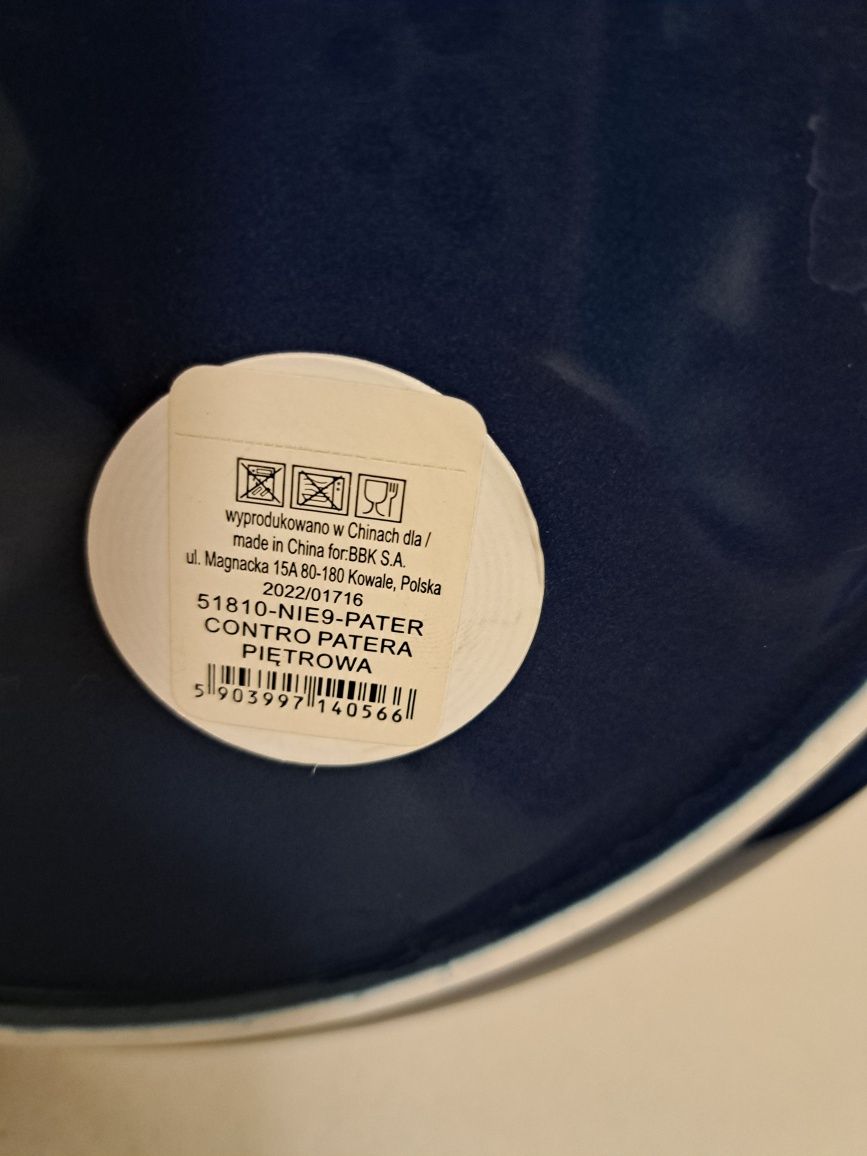 wyprodukowano w Chinach dla /
made in China for:BBK S.A.
ul. Magnacka 15A 80-180 Kowale, Polska
2022/01716
51810-NIE9-PATER
CONTRO PATERA
PIĘTROWA
5 903997 140566